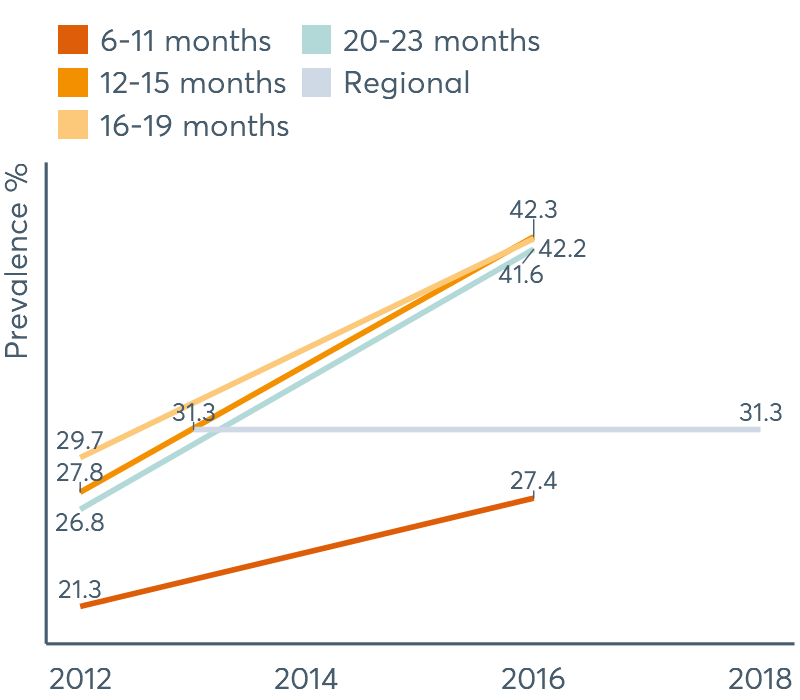 6-11 months
20-23 months
12-15 months
Regional
16-19 months
Prevalence %
42.3
42.2
41.6
31.3
31.3
29.7
27.8
27.4
26.8
21.3
2012
2014
2016
2018